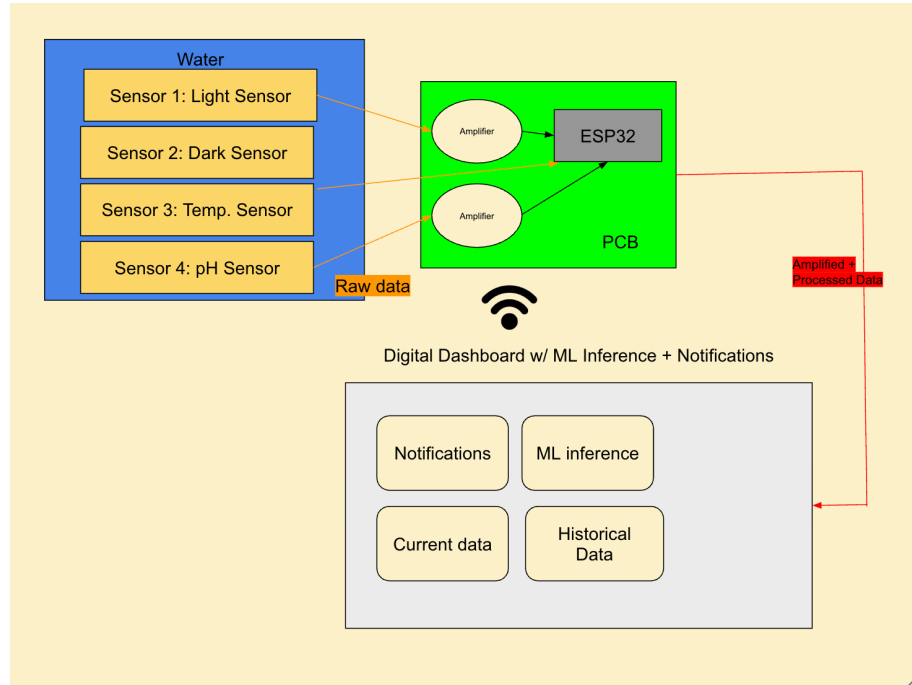 Water
Sensor 1: Light Sensor
Sensor 2: Dark Sensor
Sensor 3: Temp. Sensor
Sensor 4: pH Sensor
Raw data
Amplifier
ESP32
Amplifier
PCB
Amplified +
Processed Data
Digital Dashboard w/ ML Inference + Notifications
Notifications
ML inference
Current data
Historical
Data